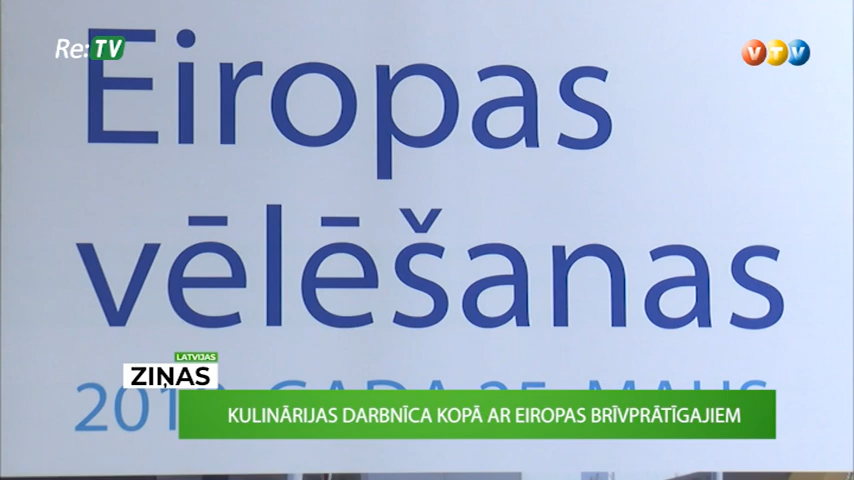 Re:TV
VTV
Eiropas
vēlēšanas
LATVIJAS
ZIŅAS
KULINĀRIJAS DARBNĪCA KOPĀ AR EIROPAS BRĪVPRĀTĪGAJIEM